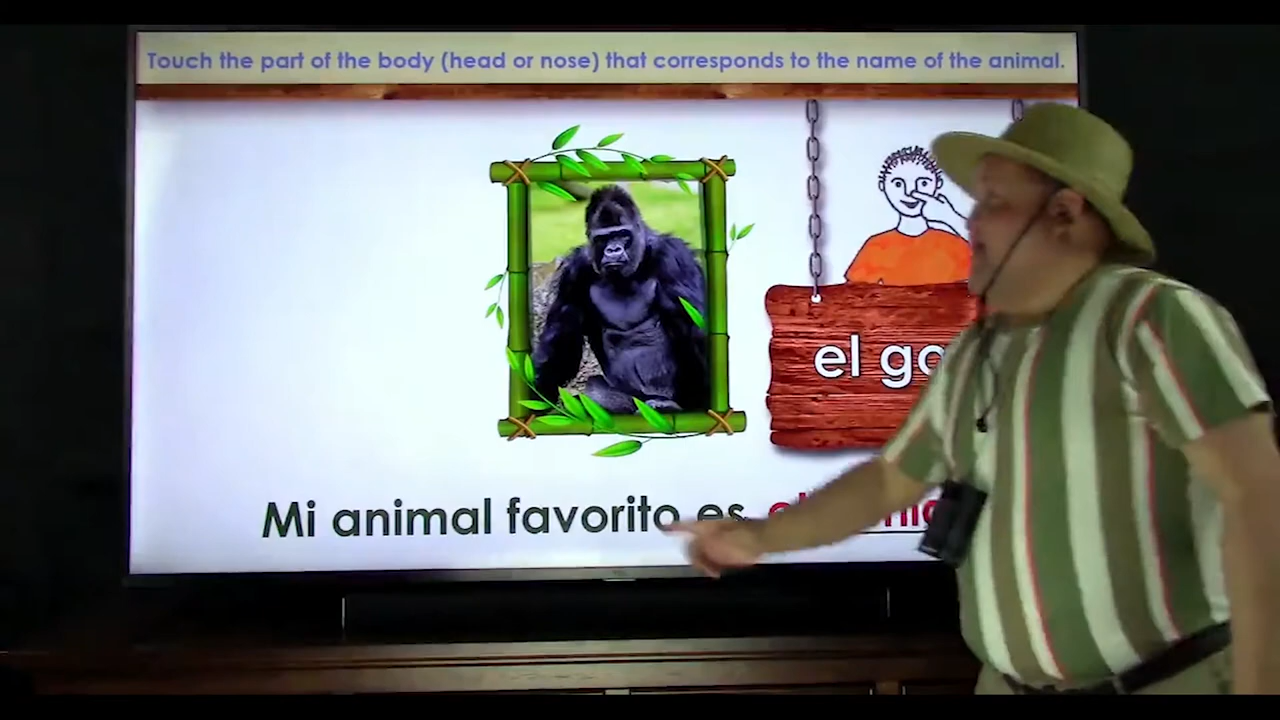 Touch the part of the body (head or nose) that corresponds to the name of the animal.
el
Mi animal favorito es